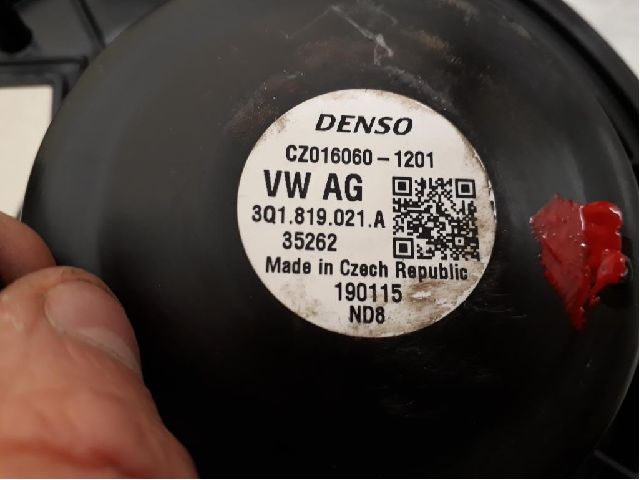 DENSO
CZ016060-1201
VW AG
3Q1.819.021.A
35262
Made in Czech Republic
190115
ND8